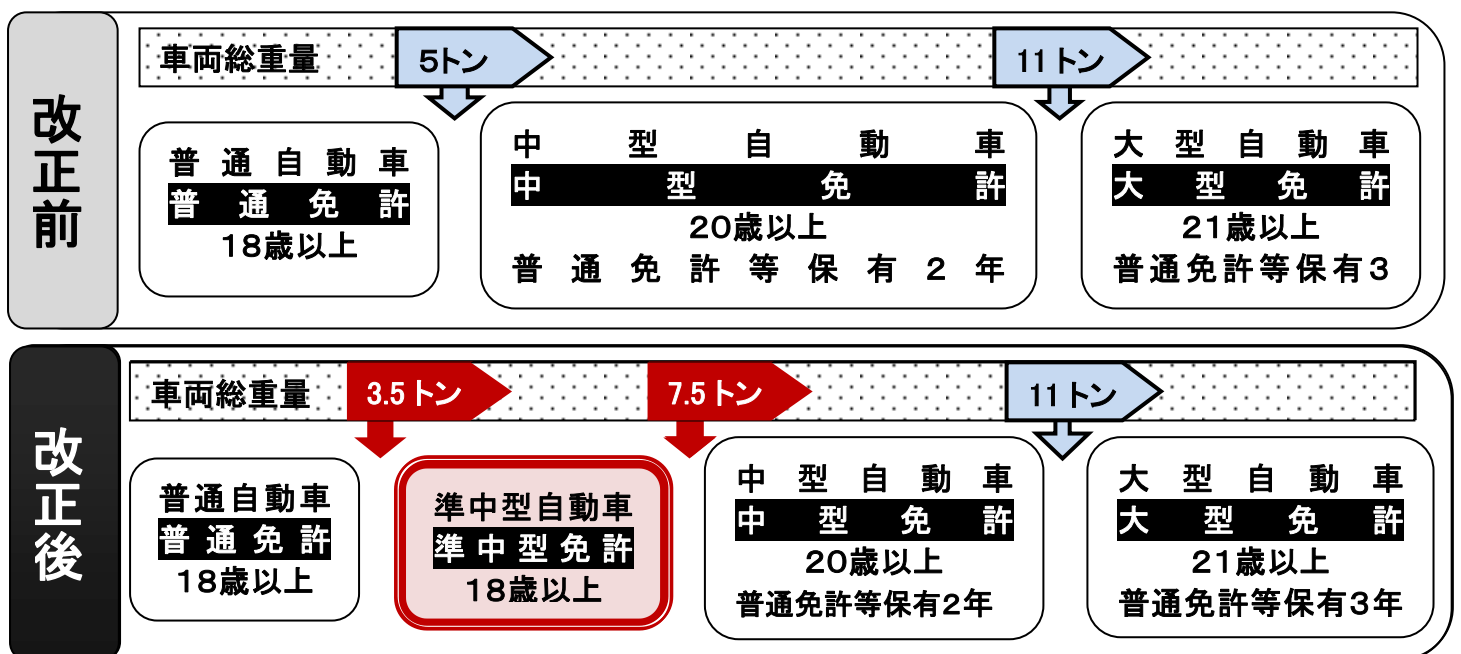 改正前
車両総重量 5トン 11トン
普通自動車
普通免許
18歳以上
中型自動車
中型免許
20歳以上
普通免許等保有2年
大型自動車
大型免許
21歳以上
普通免許等保有3
改正後
車両総重量 3.5トン 7.5トン 11トン
普通自動車
普通免許
18歳以上
準中型自動車
準中型免許
18歳以上
中型自動車
中型免許
20歳以上
普通免許等保有2年
大型自動車
大型免許
21歳以上
普通免許等保有3年